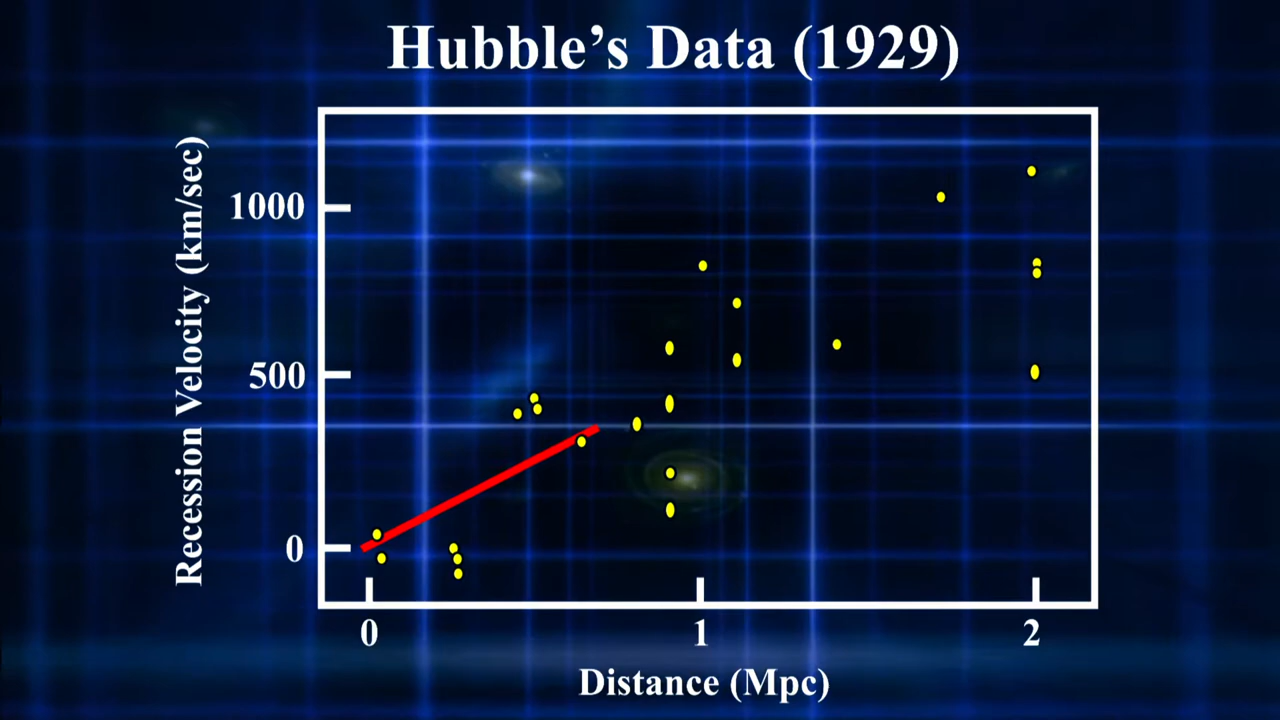 Hubble’s Data (1929)
Recession Velocity (km/sec)
1000
500
0
0 1 2
Distance (Mpc)